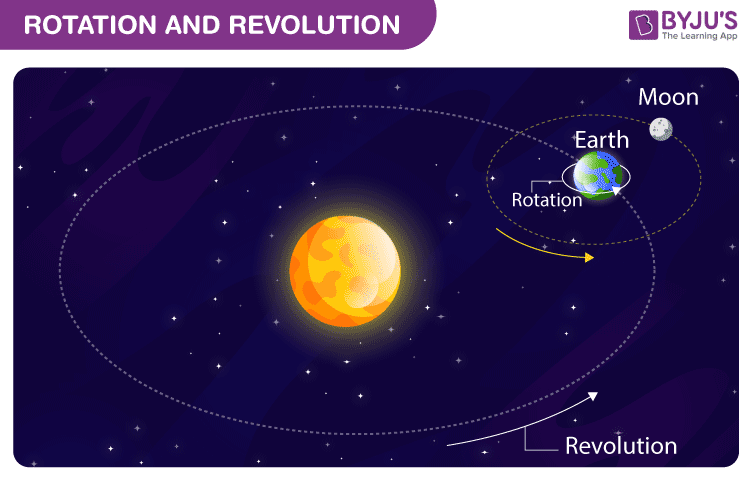 ROTATION AND REVOLUTION
BYJU'S
The Learning App
Moon
Earth
Rotation
Revolution